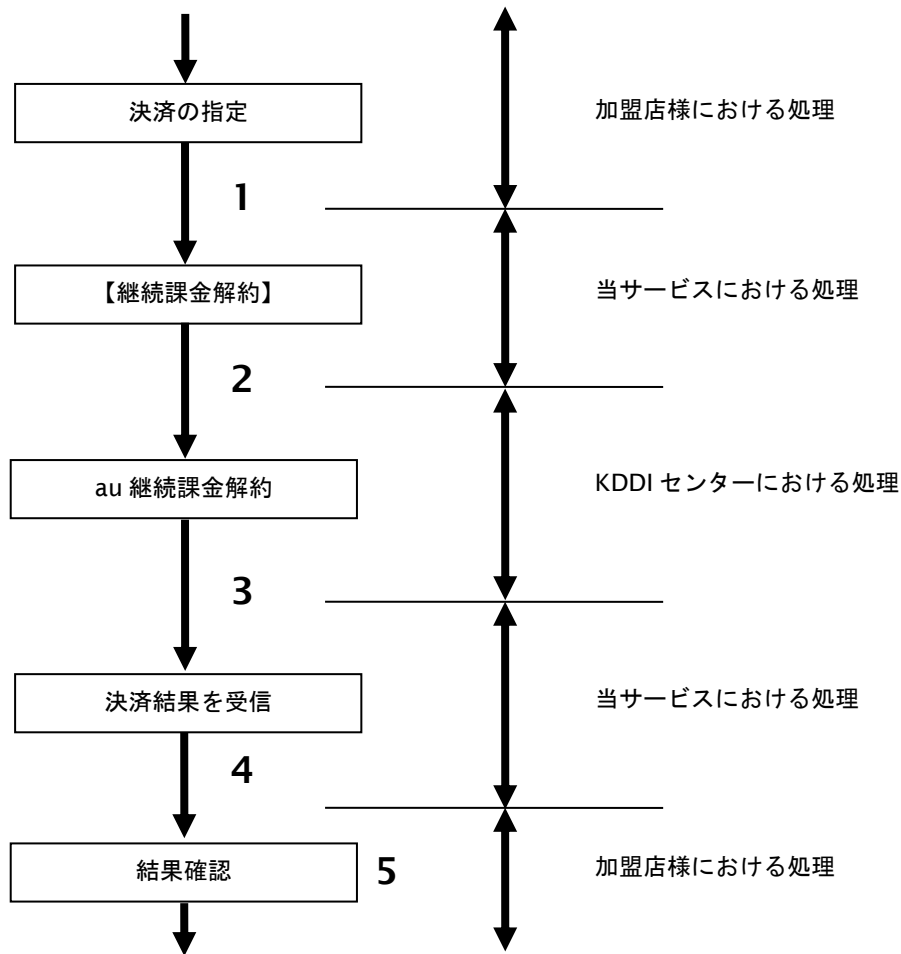 決済の指定
加盟店様における処理
1
【継続課金解約】
当サービスにおける処理
2
au 継続課金解約
KDDI センターにおける処理
3
決済結果を受信
当サービスにおける処理
4
結果確認
5
加盟店様における処理